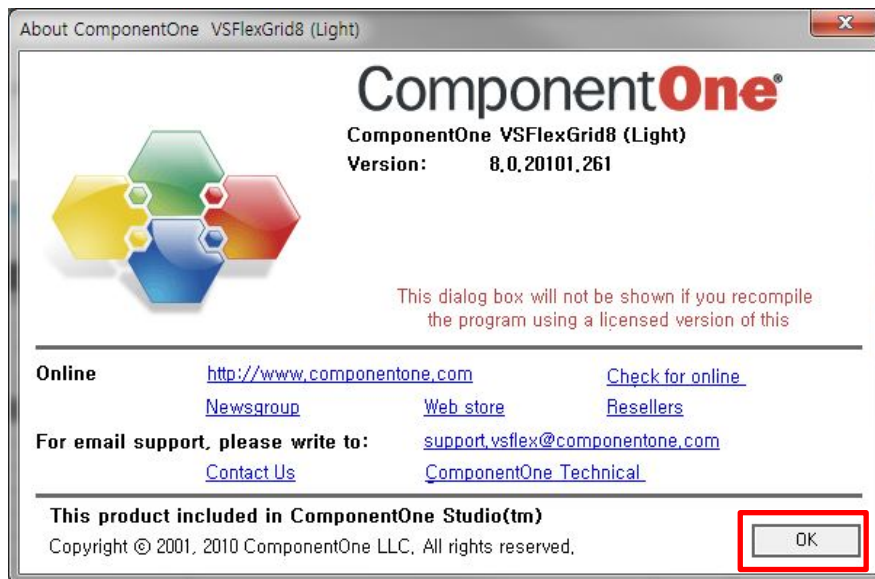 About ComponentOne VSFlexGrid8 (Light)
ComponentOne®
ComponentOne VSFlexGrid8 (Light)
Version: 8.0.20101.261
This dialog box will not be shown if you recompile
the program using a licensed version of this
Online http://www.componentone.com Check for online
Newsgroup Web store Resellers
For email support, please write to: support.vsflex@componentone.com
Contact Us ComponentOne Technical
This product included in ComponentOne Studio(tm)
Copyright © 2001, 2010 ComponentOne LLC. All rights reserved.
OK